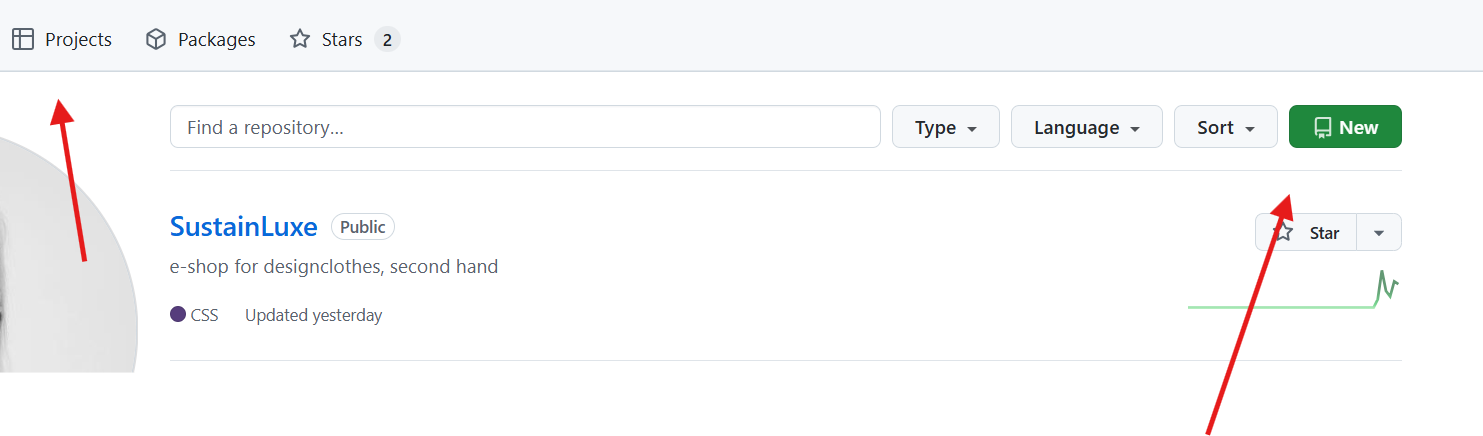 Projects Packages Stars 2
Find a repository... Type Language Sort New
SustainLuxe Public
Star
e-shop for designclothes, second hand
CSS Updated yesterday